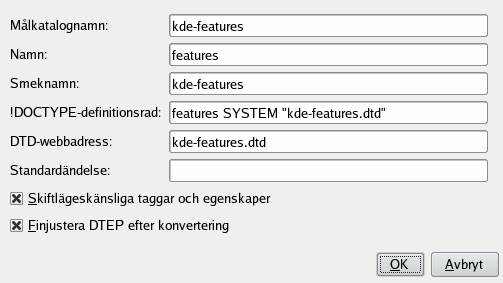 Målkatalognamn: kde-features
Namn: features
Smeknamn: kde-features
!DOCTYPE-definitionsrad: features SYSTEM "kde-features.dtd"
DTD-webbadress: kde-features.dtd
Standardändelse:
Skiftlägeskänsliga taggar och egenskaper
Finjustera DTEP efter konvertering
OK Avbryt